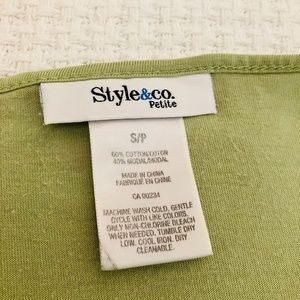 Style&co.
Petite
S/P
60% COTTON/COTON
40% MODAL/MODAL
MADE IN CHINA
FABRIQUÉ EN CHINE
CA 00234
MACHINE WASH COLD, GENTLE
CYCLE WITH LIKE COLORS.
ONLY NON-CHLORINE BLEACH
WHEN NEEDED. TUMBLE DRY
LOW. COOL IRON. DRY
CLEANABLE.